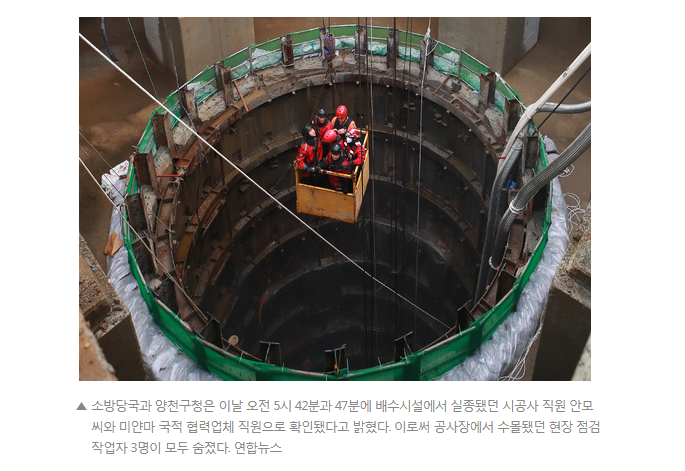 ▲ 소방당국과 양천구청은 이날 오전 5시 42분과 47분에 배수시설에서 실종됐던 시공사 직원 안모
씨와 미얀마 국적 협력업체 직원으로 확인됐다고 밝혔다. 이로써 공사장에서 수몰됐던 현장 점검
작업자 3명이 모두 숨졌다. 연합뉴스